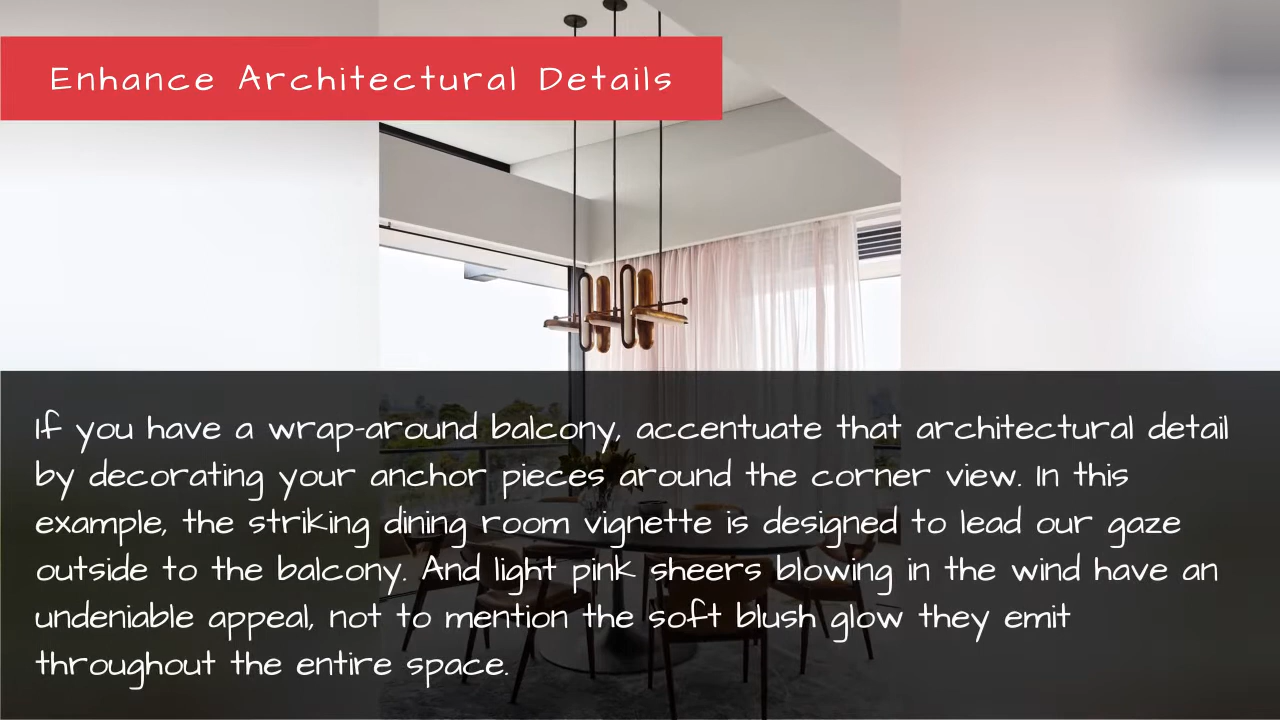 Enhance Architectural Details
If you have a wrap-around balcony, accentuate that architectural detail
by decorating your anchor pieces around the corner view. In this
example, the striking dining room vignette is designed to lead our gaze
outside to the balcony. And light pink sheers blowing in the wind have an
undeniable appeal, not to mention the soft blush glow they emit
throughout the entire space.